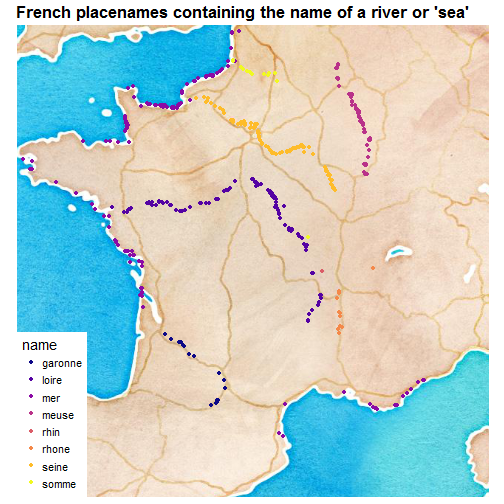 French placenames containing the name of a river or 'sea'
name
garonne
loire
mer
meuse
rhin
rhone
seine
somme